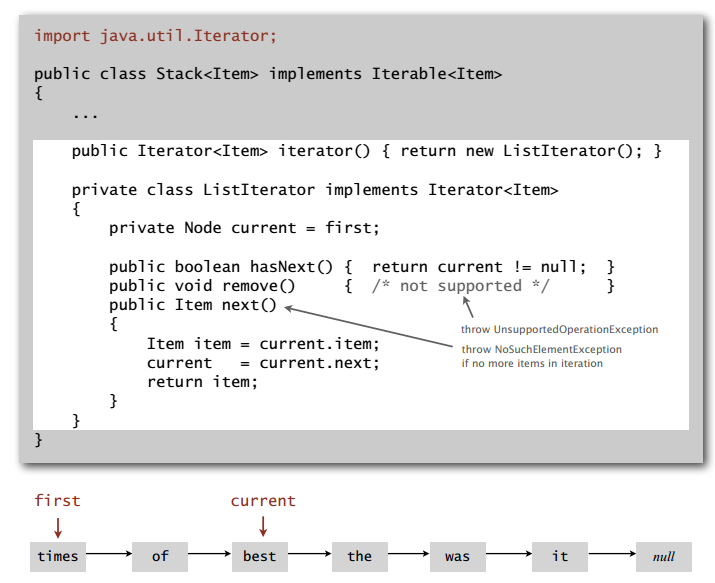 import java.util.Iterator;
public class Stack<Item> implements Iterable<Item>
{
...
public Iterator<Item> iterator() { return new ListIterator(); }
private class ListIterator implements Iterator<Item>
{
private Node current = first;
public boolean hasNext() { return current != null; }
public void remove() { /* not supported */ }
public Item next()
{
throw UnsupportedOperationException
Item item = current.item;
throw NoSuchElementException
current = current.next;
if no more items in iteration
return item;
}
}
}
first current
times of best the was it null